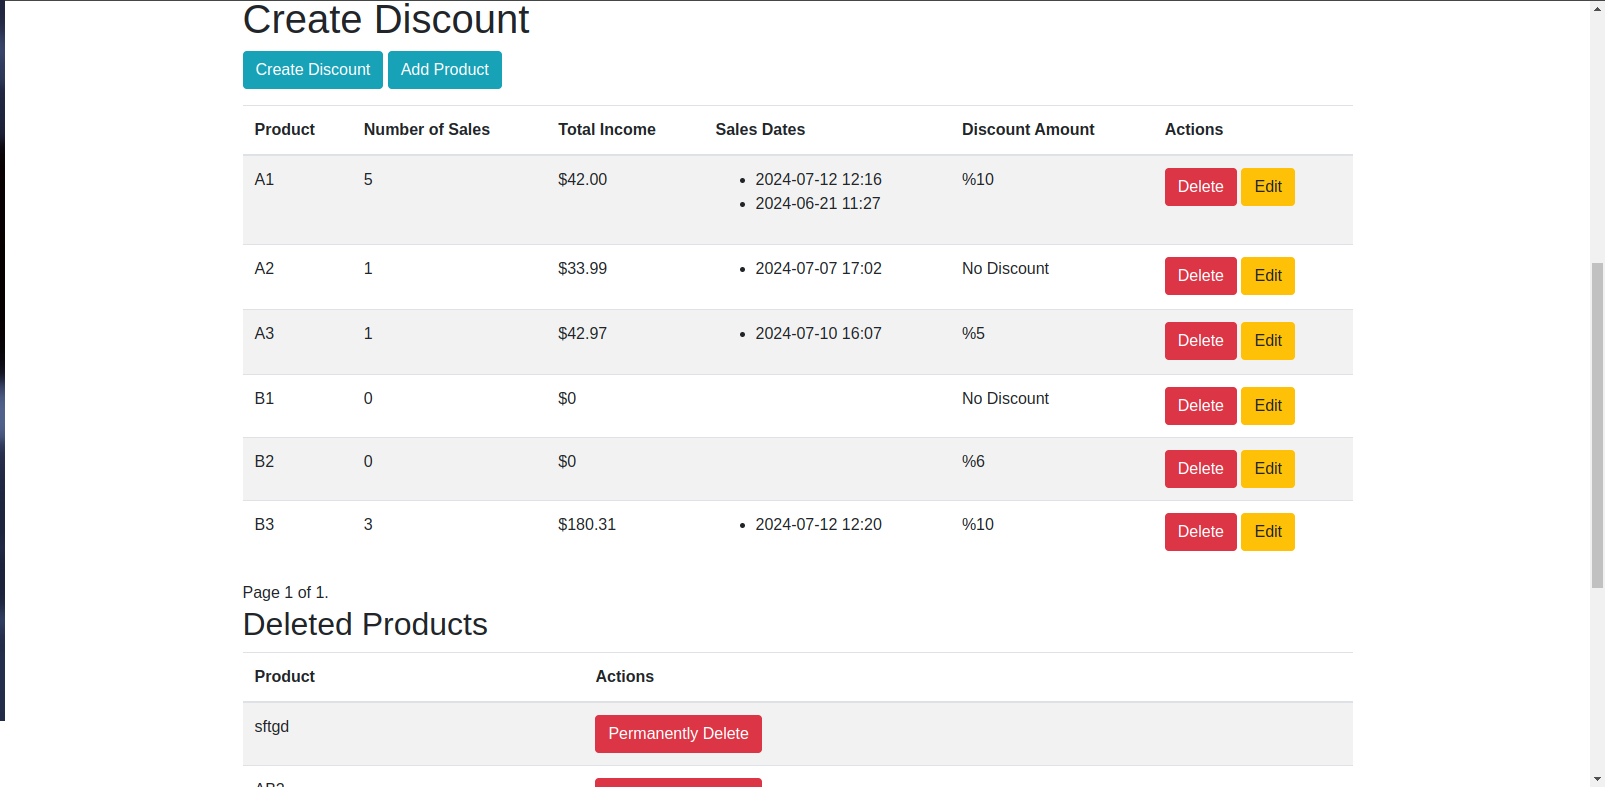 Create Discount
Create Discount Add Product
Product Number of Sales Total Income Sales Dates Discount Amount Actions
A1 5 $42.00 • 2024-07-12 12:16 %10 Delete Edit
• 2024-06-21 11:27
A2 1 $33.99 • 2024-07-07 17:02 No Discount Delete Edit
A3 1 $42.97 • 2024-07-10 16:07 %5 Delete Edit
B1 0 $0 No Discount Delete Edit
B2 0 $0 %6 Delete Edit
B3 3 $180.31 • 2024-07-12 12:20 %10 Delete Edit
Page 1 of 1.
Deleted Products
Product Actions
sftgd Permanently Delete